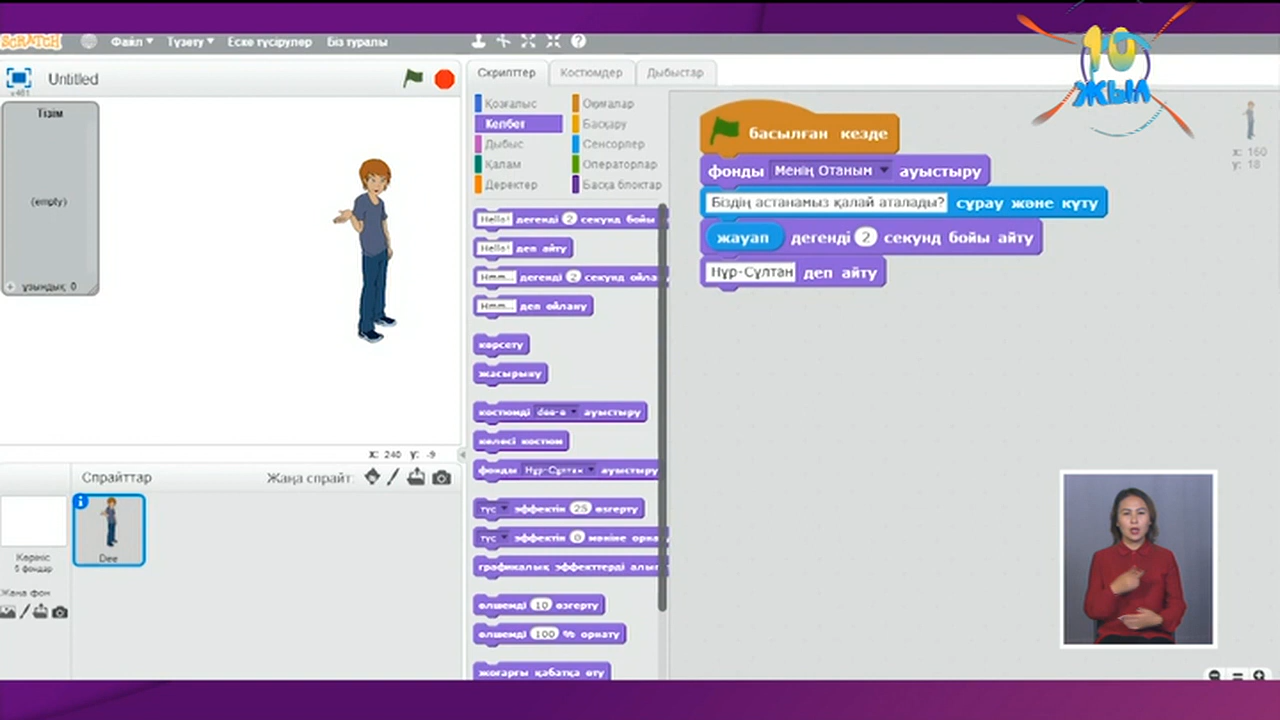 SCRATCH Файл Түзету Еске түсірулер Біз туралы
10 ЖЫЛ
Untitled
v461
Тізім
(empty)
+ ұзындық: 0
x: 240 y: -9
Скрипттер Костюмдер Дыбыстар
Қозғалыс Оқиғалар
Келбет Басқару
Дыбыс Сенсорлер
Қалам Операторлар
Деректер Басқа блоктар
Hello! дегенді 2 секунд бойы
Hello! деп айту
Hmm... дегенді 2 секунд ойла
Hmm... деп ойлану
көрсету
жасырыну
костюмді dee-e ауыстыру
келесі костюм
фонды Нұр-Сұлтан ауыстыру
түс эффектін 25 өзгерту
түс эффектін 0 мәніне орна
графикалық эффекттерді алып
өлшемді 10 өзгерту
өлшемді 100 % орнату
жоғарғы қабатқа өту
басылған кезде
фонды Менің Отаным ауыстыру
Біздің астанамыз қалай аталады? сұрау және күту
жауап дегенді 2 секунд бойы айту
Нұр-Сұлтан деп айту
x: 160
y: 18
Спрайттар Жаңа спрайт:
Dee
Көрініс
5 фондар
Жаңа фон